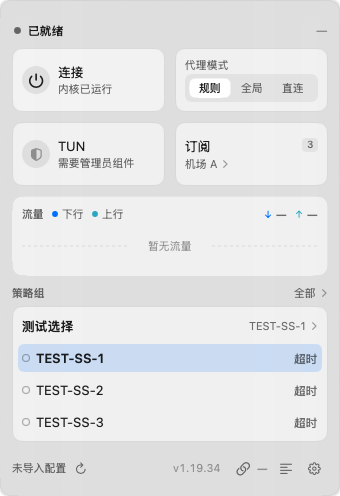 已就绪 —
连接
内核已运行
代理模式
规则 全局 直连
TUN
需要管理员组件
订阅 3
机场 A
流量 下行 上行 ↓ — ↑ —
暂无流量
策略组 全部
测试选择 TEST-SS-1
TEST-SS-1 超时
TEST-SS-2 超时
TEST-SS-3 超时
未导入配置 v1.19.34 —